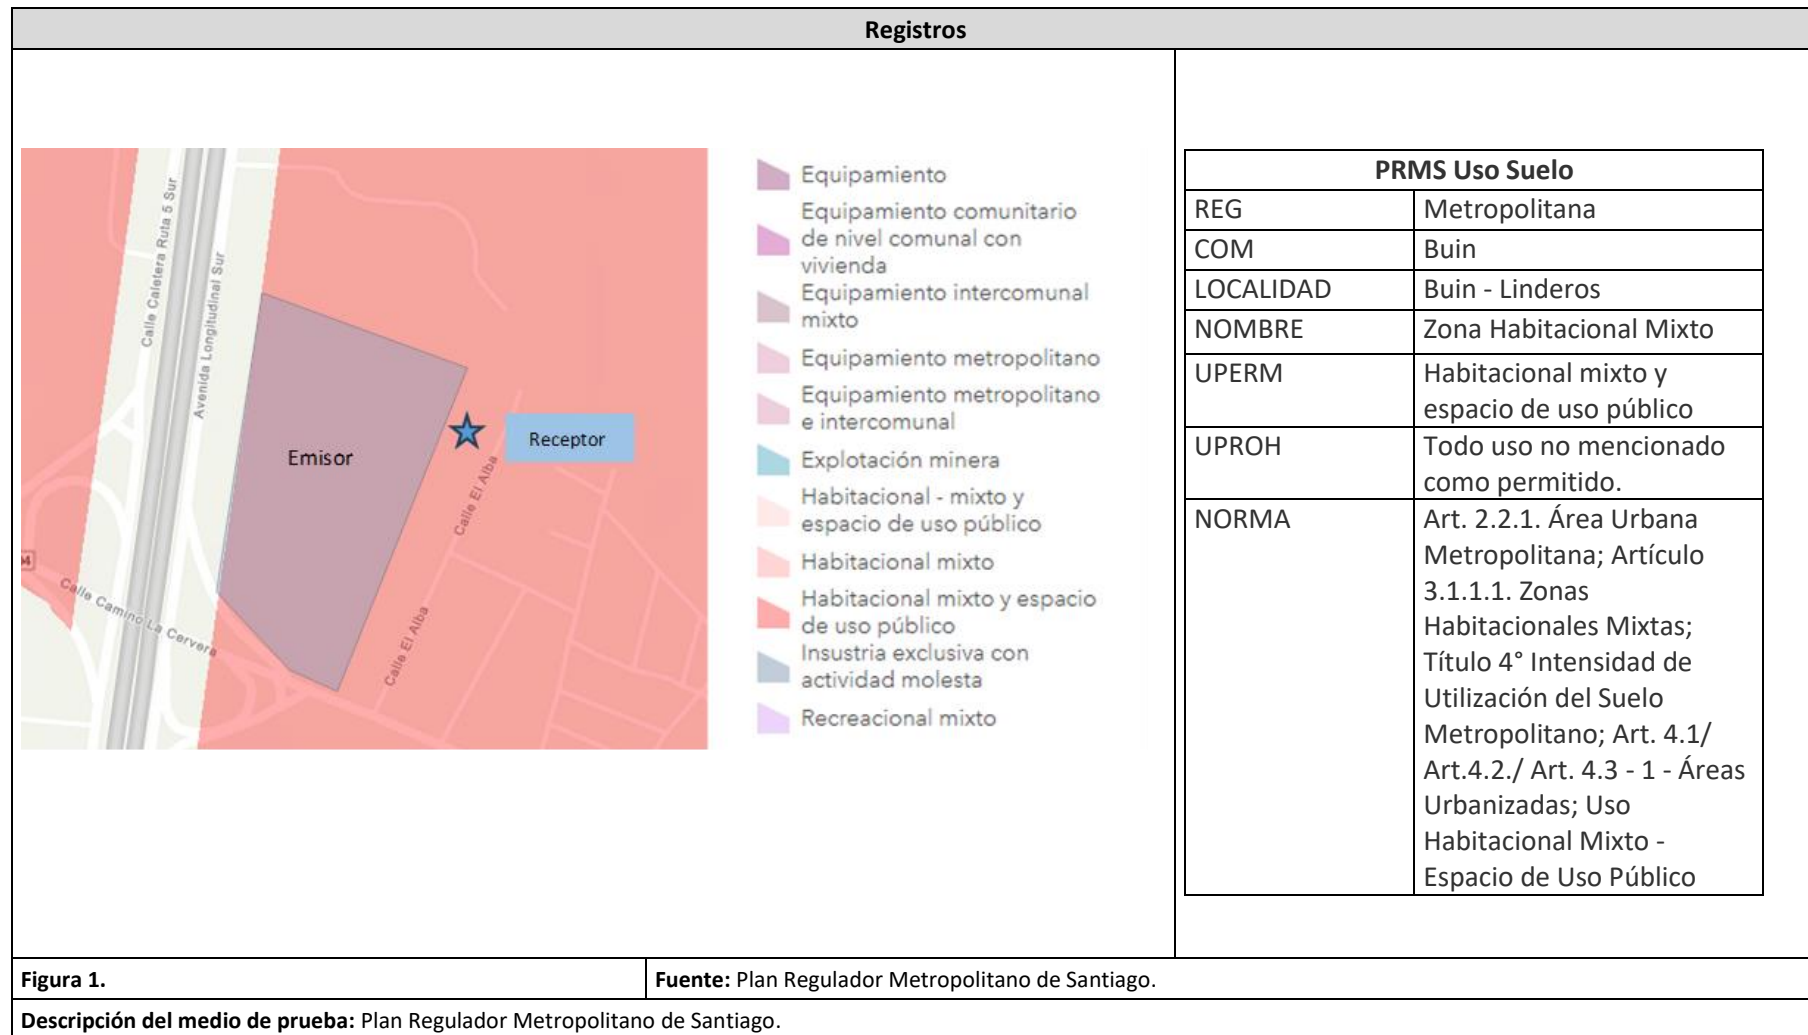 Registros
Calle Caletera Ruta 5 Sur
Avenida Longitudinal Sur
Emisor
Receptor
Calle El Alba
Calle El Alba
Calle Camino La Cervera
Equipamiento
Equipamiento comunitario
de nivel comunal con
vivienda
Equipamiento intercomunal
mixto
Equipamiento metropolitano
Equipamiento metropolitano
e intercomunal
Explotación minera
Habitacional - mixto y
espacio de uso público
Habitacional mixto
Habitacional mixto y espacio
de uso público
Insustria exclusiva con
actividad molesta
Recreacional mixto
PRMS Uso Suelo
REG Metropolitana
COM Buin
LOCALIDAD Buin - Linderos
NOMBRE Zona Habitacional Mixto
UPERM Habitacional mixto y
espacio de uso público
UPROH Todo uso no mencionado
como permitido.
NORMA Art. 2.2.1. Área Urbana
Metropolitana; Artículo
3.1.1.1. Zonas
Habitacionales Mixtas;
Título 4° Intensidad de
Utilización del Suelo
Metropolitano; Art. 4.1/
Art.4.2./ Art. 4.3 - 1 - Áreas
Urbanizadas; Uso
Habitacional Mixto -
Espacio de Uso Público
Figura 1. Fuente: Plan Regulador Metropolitano de Santiago.
Descripción del medio de prueba: Plan Regulador Metropolitano de Santiago.